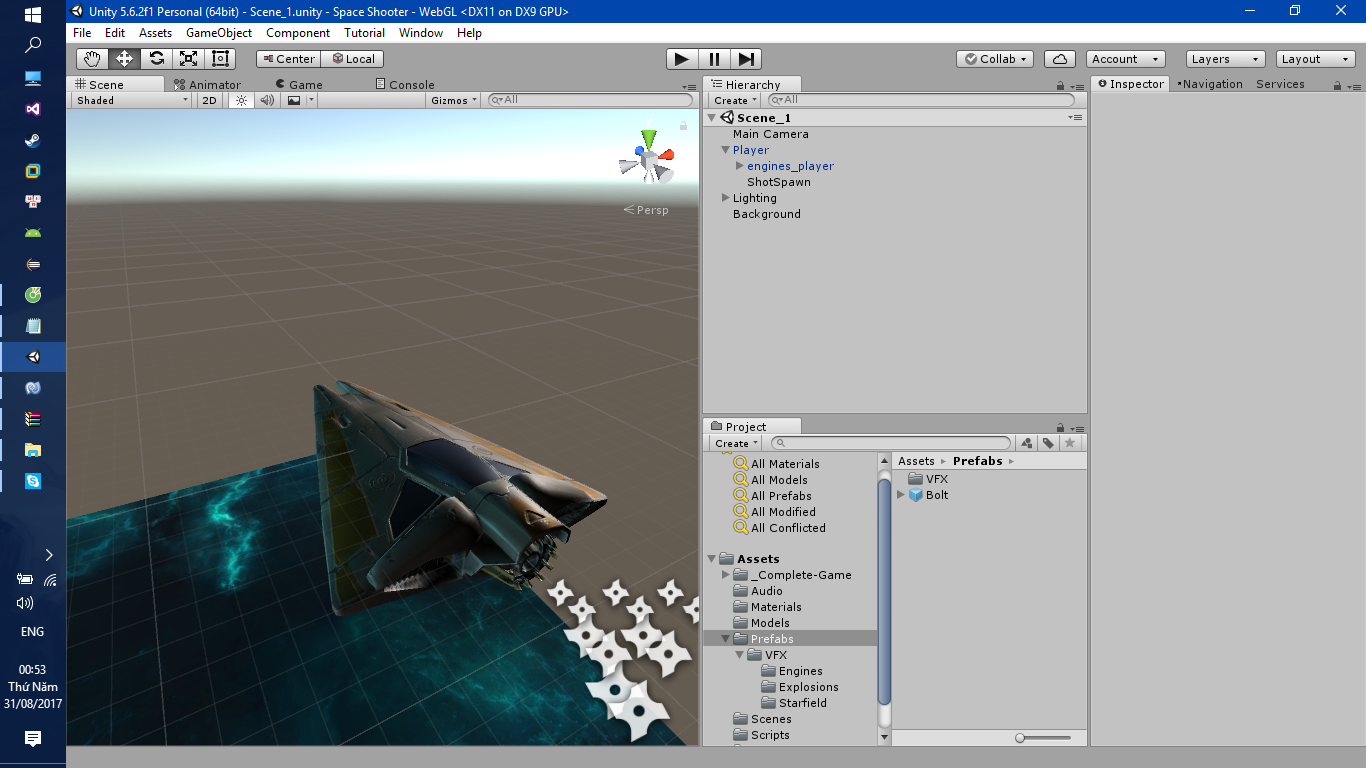 Unity 5.6.2f1 Personal (64bit) - Scene_1.unity - Space Shooter - WebGL <DX11 on DX9 GPU>
File Edit Assets GameObject Component Tutorial Window Help
Center Local Collab Account Layers Layout
Scene Animator Game Console
Shaded 2D Gizmos All
Persp
Hierarchy
Create All
Scene_1
Main Camera
Player
engines_player
ShotSpawn
Lighting
Background
Inspector Navigation Services
Project
Create
All Materials
All Models
All Prefabs
All Modified
All Conflicted
Assets
_Complete-Game
Audio
Materials
Models
Prefabs
VFX
Engines
Explosions
Starfield
Scenes
Scripts
Assets Prefabs
VFX
Bolt
ENG
00:53
Thứ Năm
31/08/2017